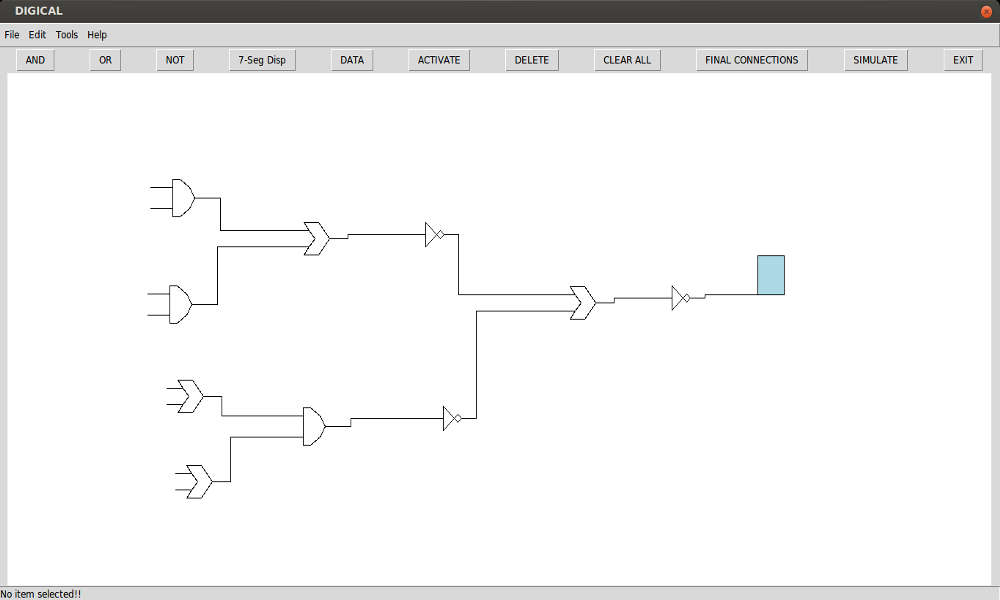 DIGICAL
File Edit Tools Help
AND OR NOT 7-Seg Disp DATA ACTIVATE DELETE CLEAR ALL FINAL CONNECTIONS SIMULATE EXIT
No item selected!!